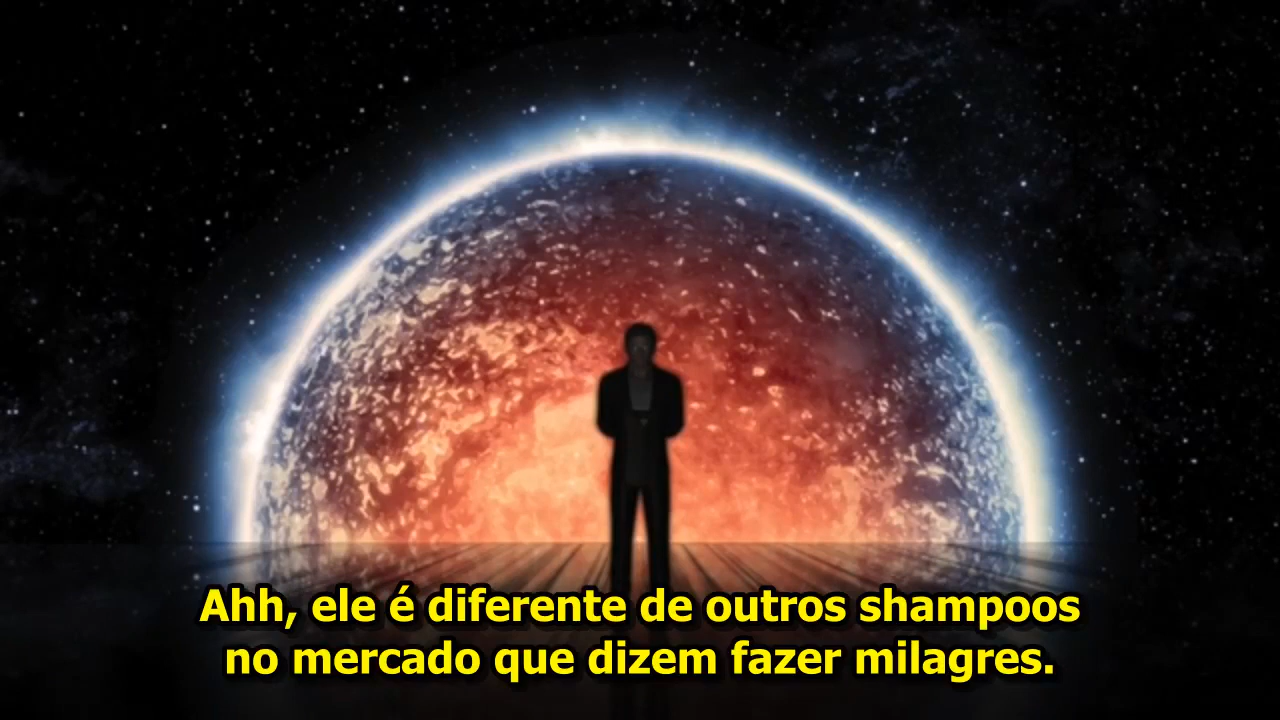 Ahh, ele é diferente de outros shampoos
no mercado que dizem fazer milagres.